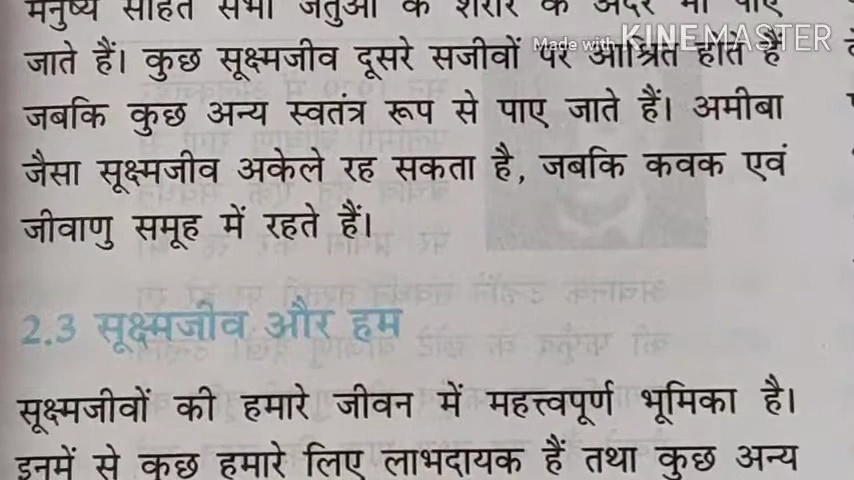 मनुष्य सहित सभी जंतुओं के शरीर के अंदर भी पाए
Made with KINEMASTER
जाते हैं। कुछ सूक्ष्मजीव दूसरे सजीवों पर आश्रित होते हैं
जबकि कुछ अन्य स्वतंत्र रूप से पाए जाते हैं। अमीबा
जैसा सूक्ष्मजीव अकेले रह सकता है, जबकि कवक एवं
जीवाणु समूह में रहते हैं।
2.3 सूक्ष्मजीव और हम
सूक्ष्मजीवों की हमारे जीवन में महत्त्वपूर्ण भूमिका है।
इनमें से कुछ हमारे लिए लाभदायक हैं तथा कुछ अन्य